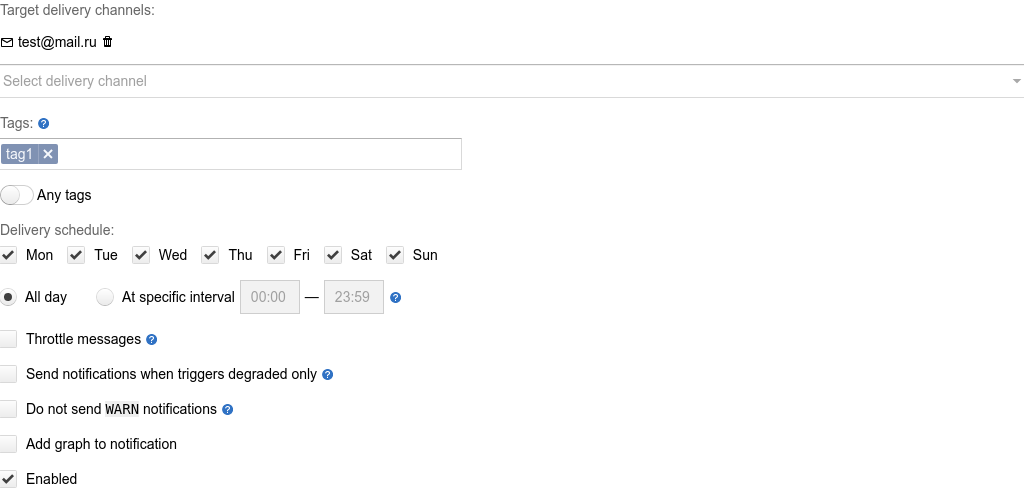 Target delivery channels:
test@mail.ru
Select delivery channel
Tags: ?
tag1
Any tags
Delivery schedule:
Mon Tue Wed Thu Fri Sat Sun
All day At specific interval 00:00 — 23:59 ?
Throttle messages ?
Send notifications when triggers degraded only ?
Do not send WARN notifications ?
Add graph to notification
Enabled